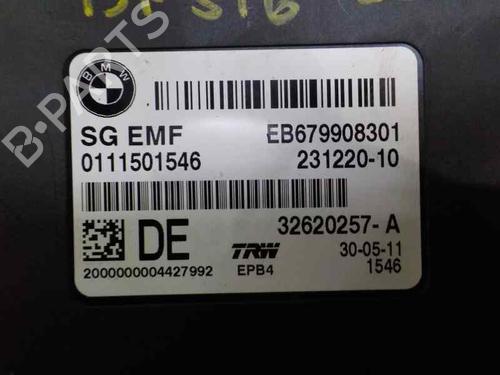 BMW
SG EMF EB679908301
0111501546 231220-10
DE 32620257-A
TRW 30-05-11
2000000004427992 EPB4 1546
B-PARTS